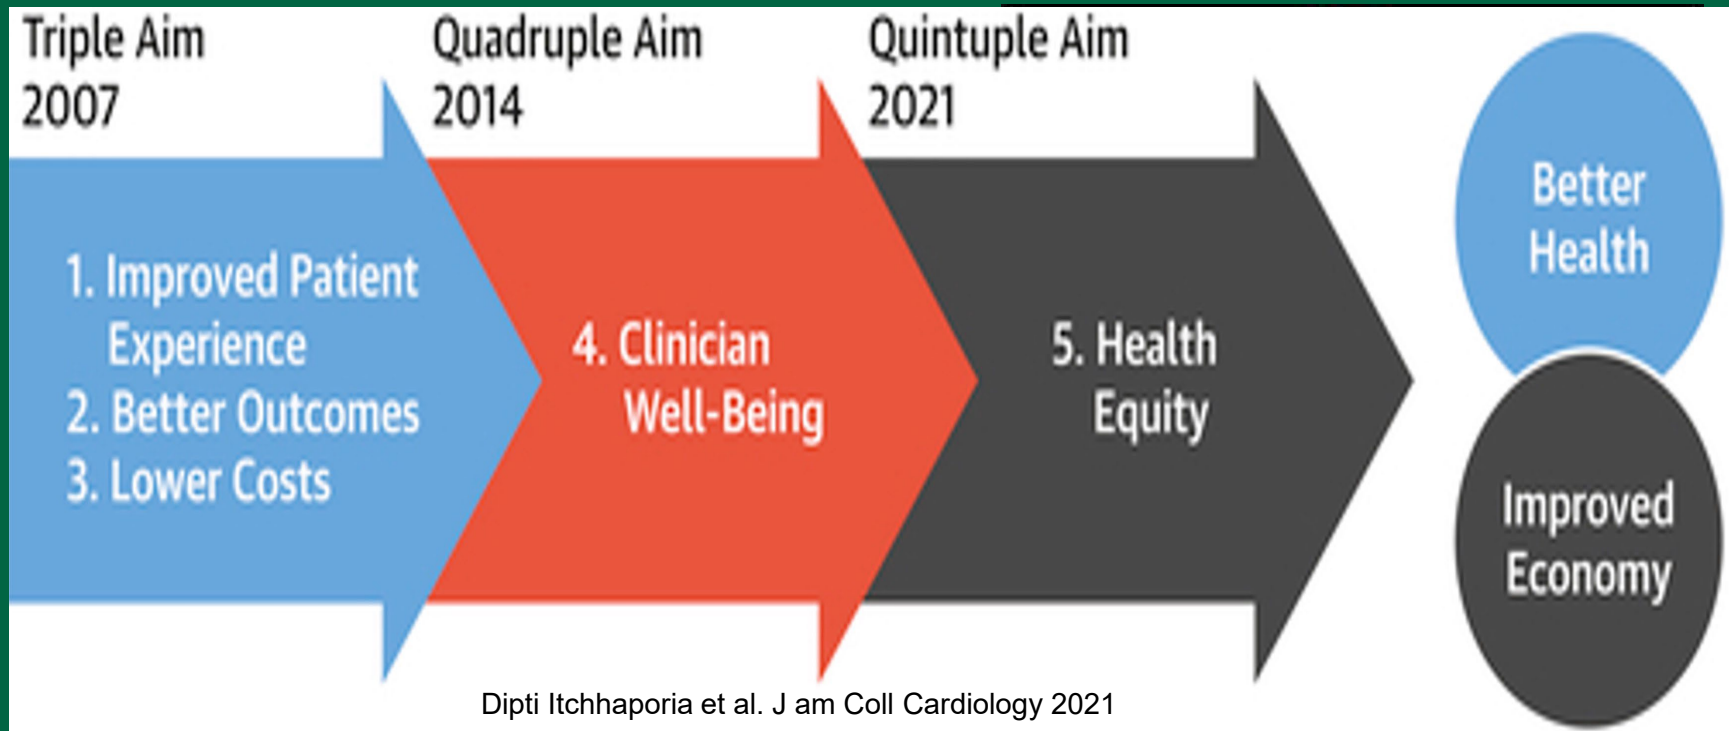 Triple Aim
2007
Quadruple Aim
2014
Quintuple Aim
2021
1. Improved Patient
Experience
2. Better Outcomes
3. Lower Costs
4. Clinician
Well-Being
5. Health
Equity
Better
Health
Improved
Economy
Dipti Itchhaporia et al. J am Coll Cardiology 2021